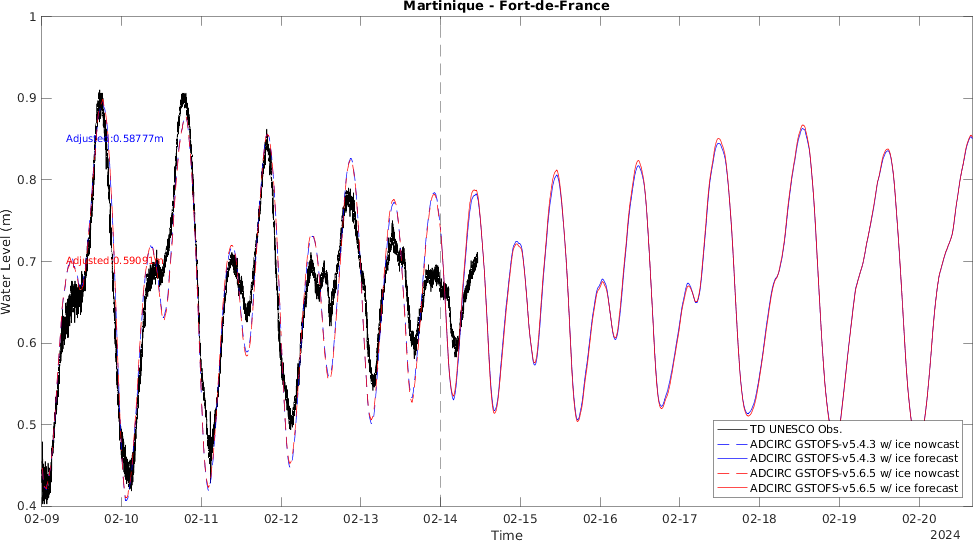 Martinique - Fort-de-France
1
0.9
Adjusted:0.58777m
0.8
Water Level (m)
0.7
Adjusted:0.59091m
0.6
0.5
0.4
TD UNESCO Obs.
ADCIRC GSTOFS-v5.4.3 w/ ice nowcast
ADCIRC GSTOFS-v5.4.3 w/ ice forecast
ADCIRC GSTOFS-v5.6.5 w/ ice nowcast
ADCIRC GSTOFS-v5.6.5 w/ ice forecast
02-09 02-10 02-11 02-12 02-13 02-14 02-15 02-16 02-17 02-18 02-19 02-20
Time
2024